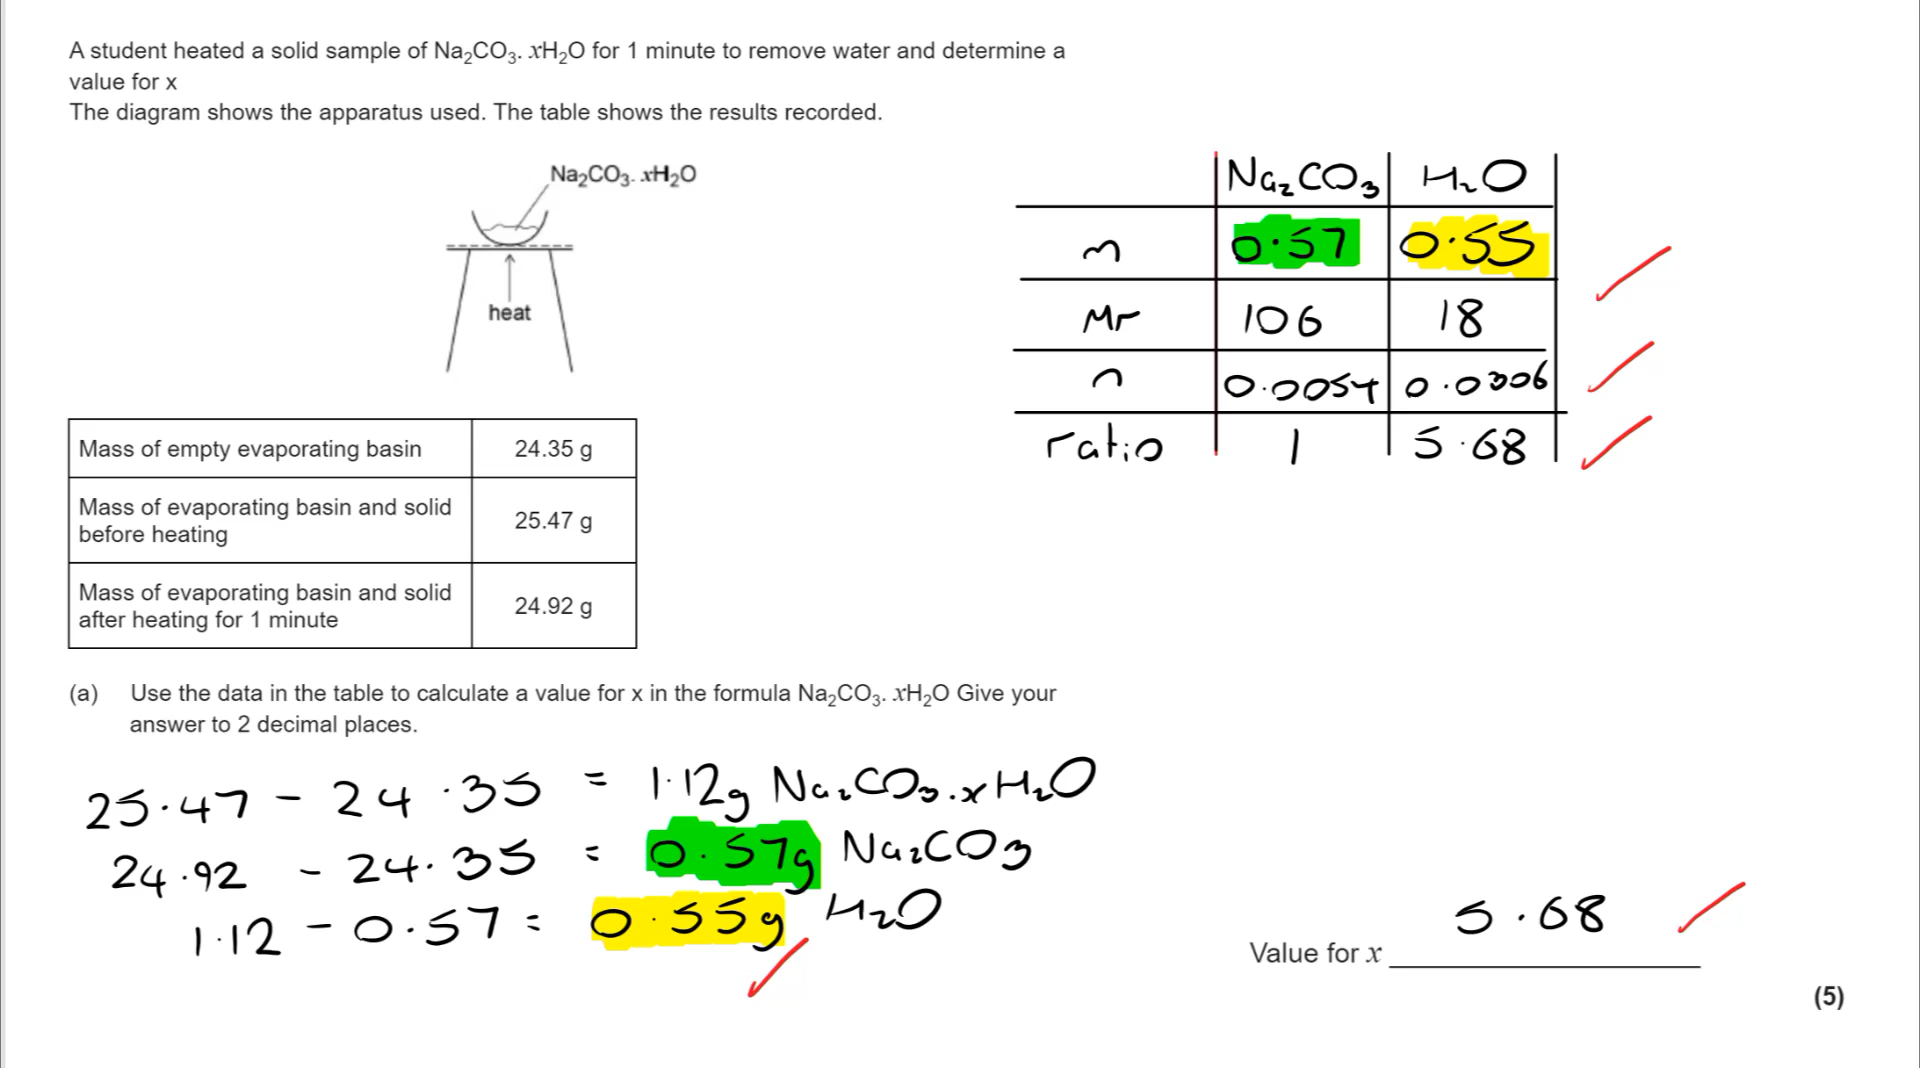 A student heated a solid sample of Na₂CO₃. xH₂O for 1 minute to remove water and determine a
value for x
The diagram shows the apparatus used. The table shows the results recorded.
Na₂CO₃. xH₂O
heat
Na₂CO₃ H₂O
m 0.57 0.55
Mr 106 18
n 0.0054 0.0306
ratio 1 5.68
Mass of empty evaporating basin 24.35 g
Mass of evaporating basin and solid
before heating 25.47 g
Mass of evaporating basin and solid
after heating for 1 minute 24.92 g
(a) Use the data in the table to calculate a value for x in the formula Na₂CO₃. xH₂O Give your
answer to 2 decimal places.
25.47 - 24.35 = 1.12g Na₂CO₃.xH₂O
24.92 - 24.35 = 0.57g Na₂CO₃
1.12 - 0.57 = 0.55g H₂O
5.68
Value for x
(5)